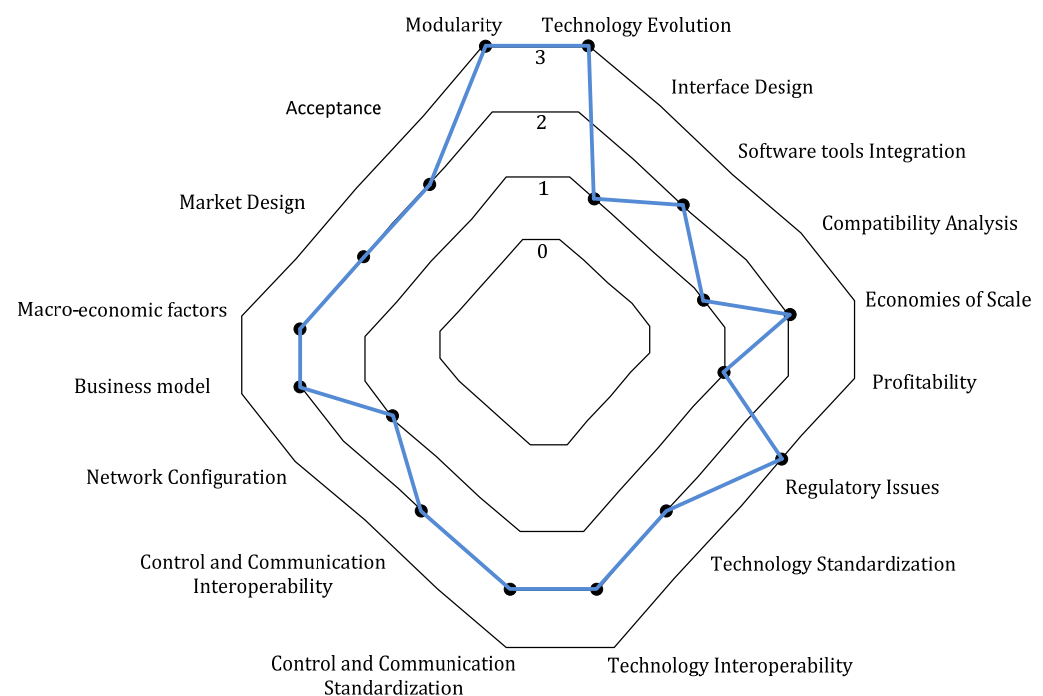 Modularity
Technology Evolution
3
Interface Design
Acceptance
2
Software tools Integration
1
Market Design
Compatibility Analysis
0
Economies of Scale
Macro-economic factors
Business model
Profitability
Network Configuration
Regulatory Issues
Control and Communication
Interoperability
Technology Standardization
Control and Communication
Standardization
Technology Interoperability